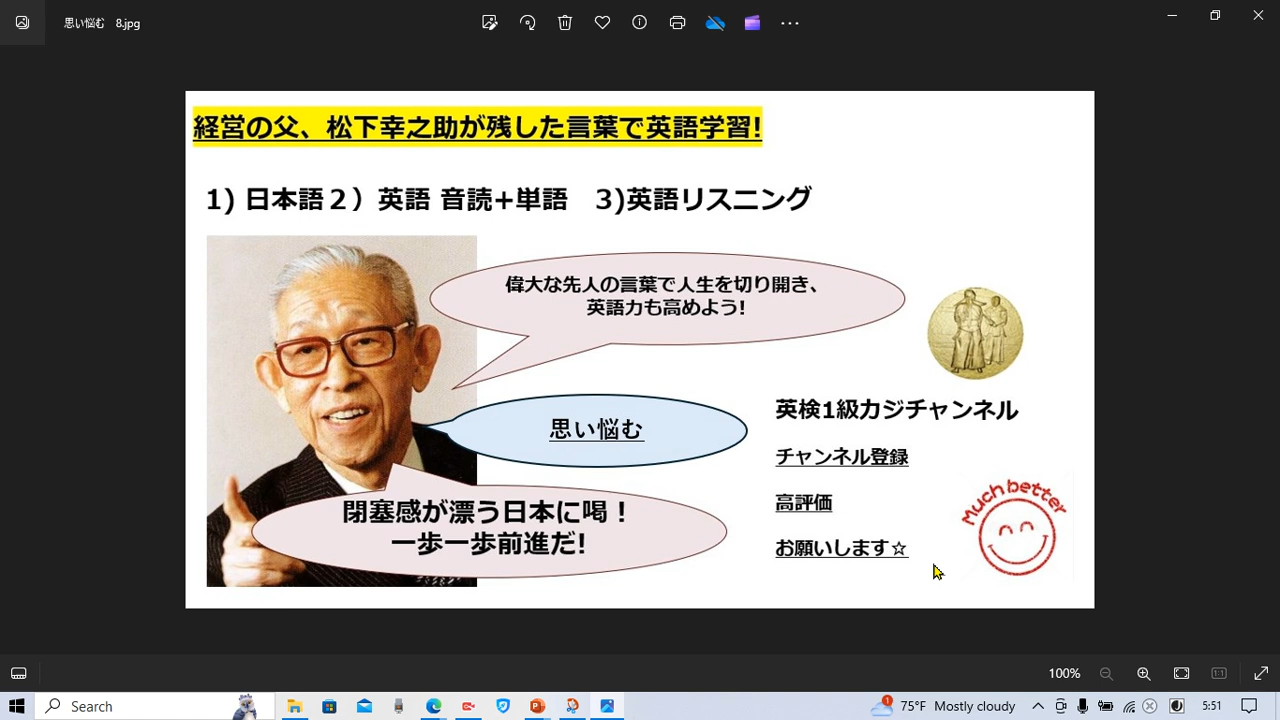 思い悩む 8.jpg
経営の父、松下幸之助が残した言葉で英語学習!
1) 日本語２）英語 音読+単語　3)英語リスニング
偉大な先人の言葉で人生を切り開き、
英語力も高めよう!
思い悩む
閉塞感が漂う日本に喝！
一歩一歩前進だ!
英検1級カジチャンネル
チャンネル登録
高評価
お願いします☆
Much better
100%
1:1
Search
1
75°F Mostly cloudy
5:51